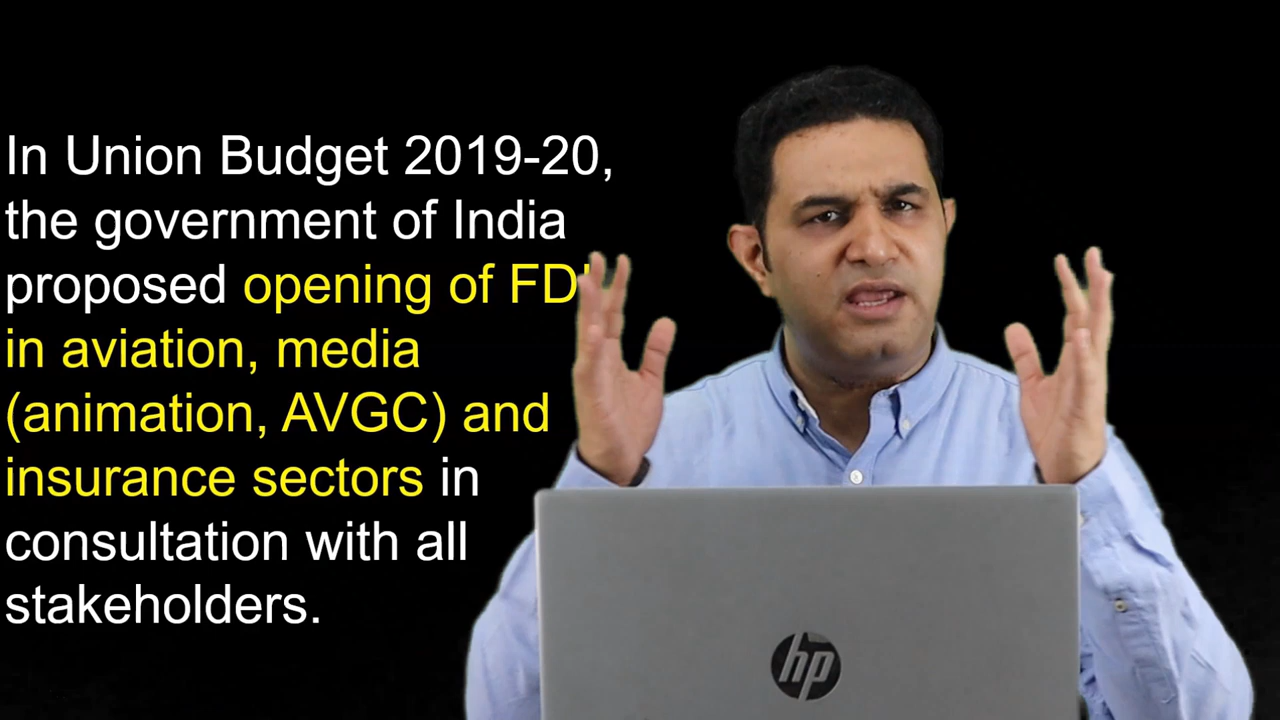 In Union Budget 2019-20,
the government of India
proposed opening of FDI
in aviation, media
(animation, AVGC) and
insurance sectors in
consultation with all
stakeholders.
hp